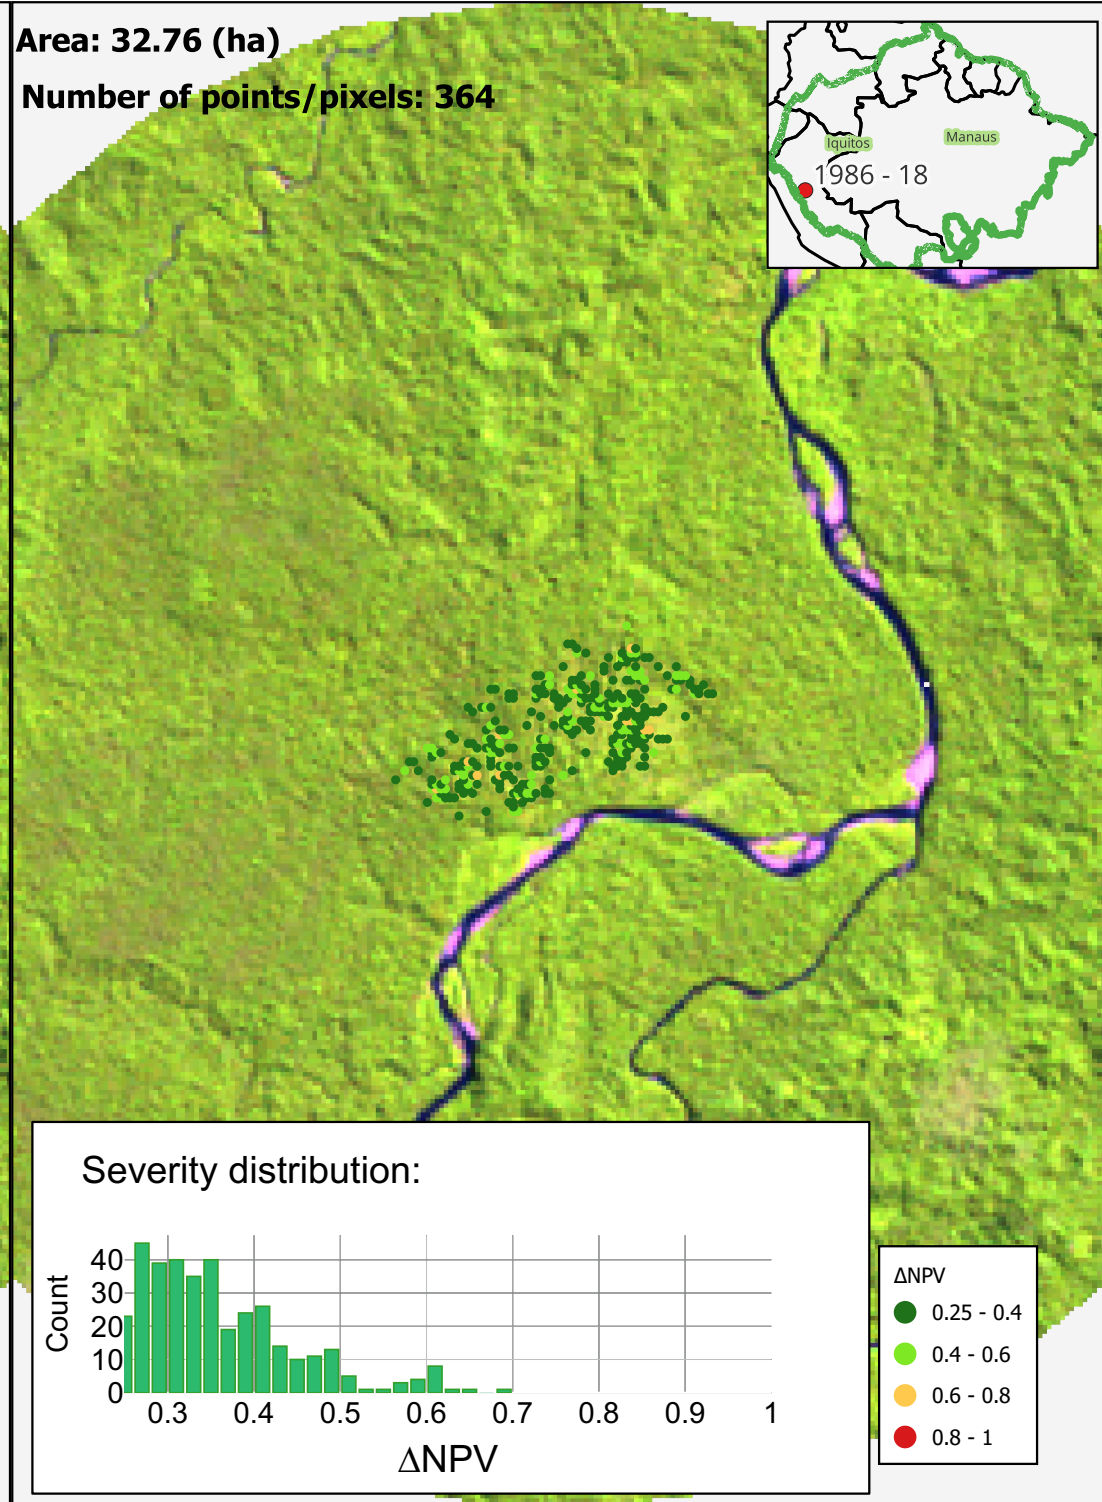 Area: 32.76 (ha)
Number of points/pixels: 364
Iquitos
Manaus
1986 - 18
Severity distribution:
Count
40
30
20
10
0
0.3 0.4 0.5 0.6 0.7 0.8 0.9 1
ΔNPV
ΔNPV
0.25 - 0.4
0.4 - 0.6
0.6 - 0.8
0.8 - 1